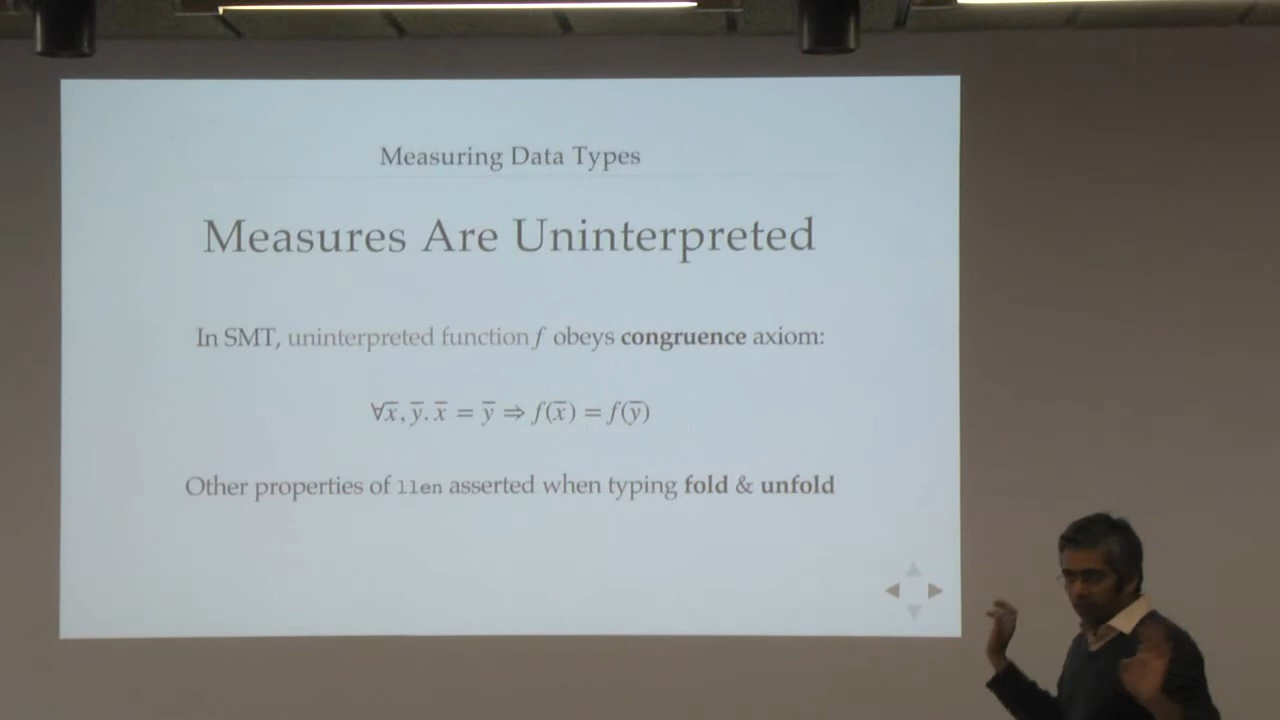 Measuring Data Types
Measures Are Uninterpreted
In SMT, uninterpreted function f obeys congruence axiom:
∀x̅, y̅. x̅ = y̅ ⇒ f(x̅) = f(y̅)
Other properties of llen asserted when typing fold & unfold